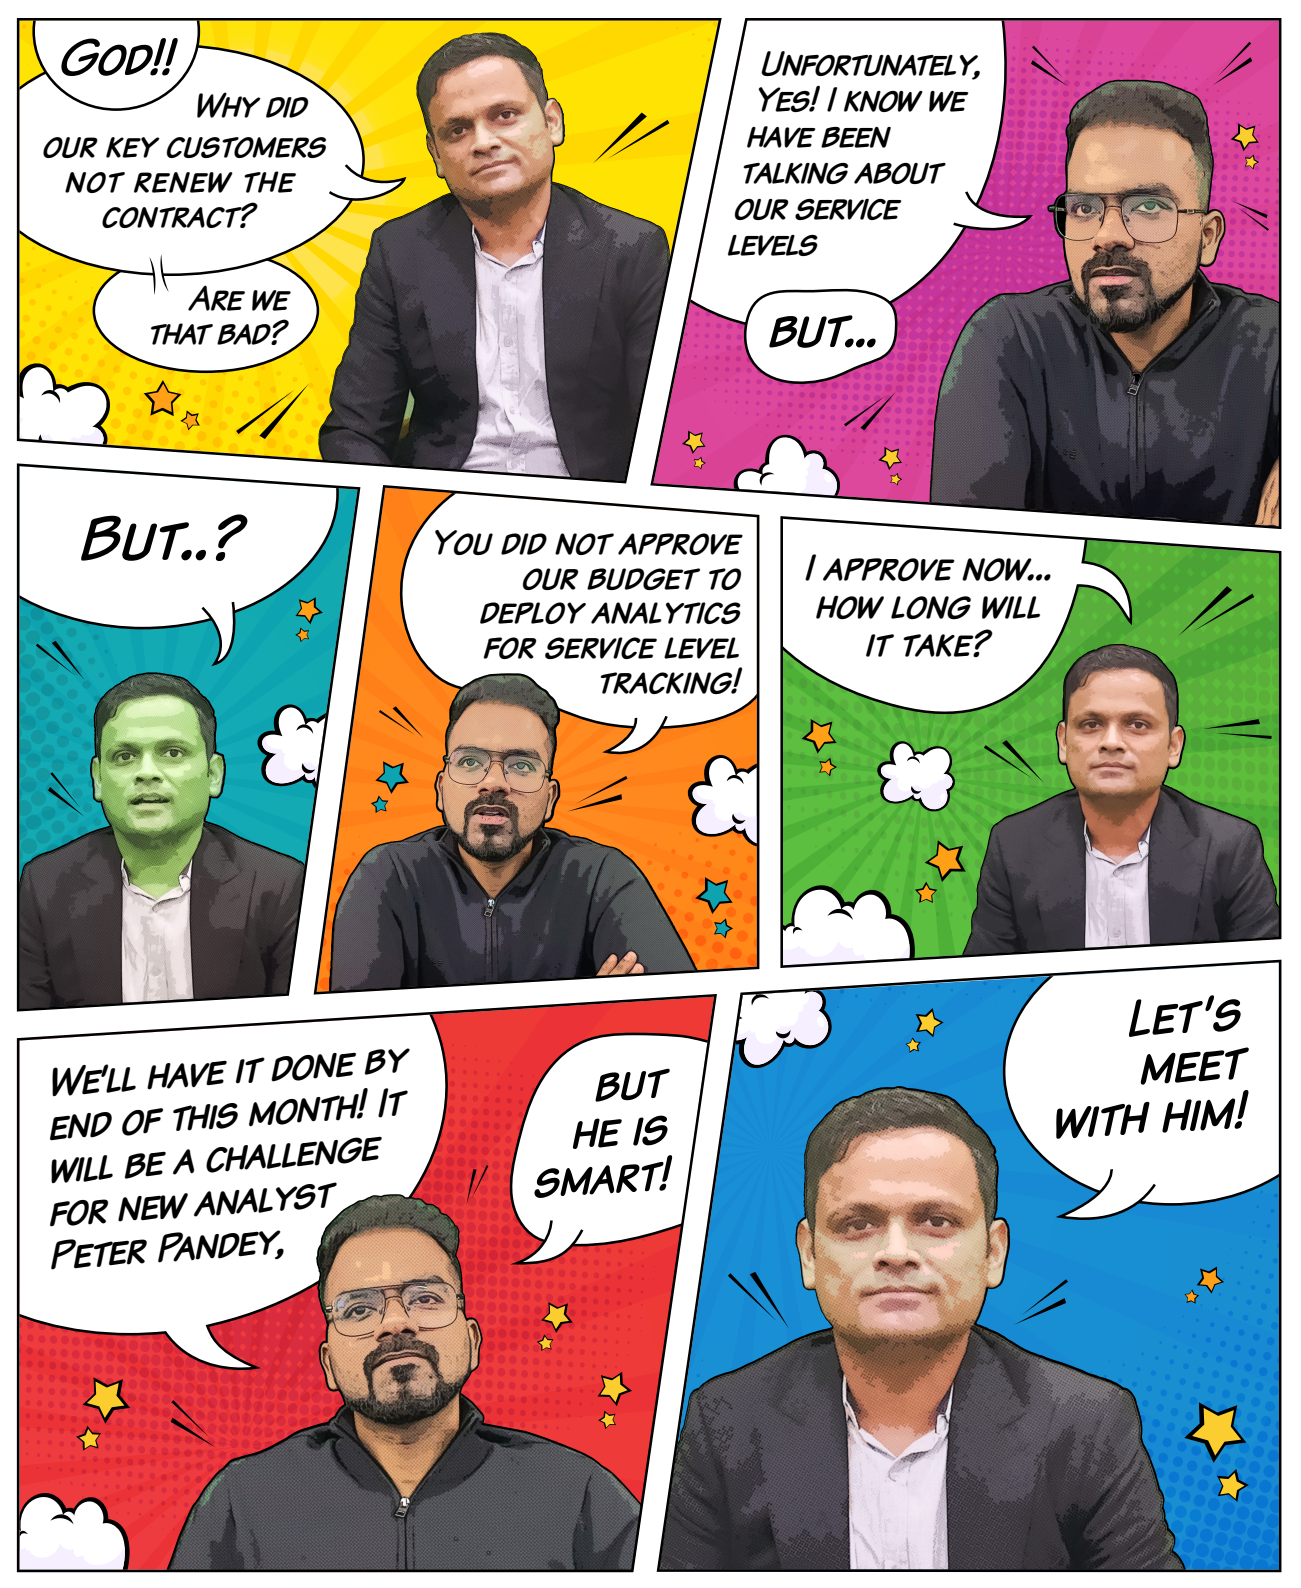 God!!
Why did
our key customers
not renew the
contract?
Are we
that bad?
Unfortunately,
Yes! I know we
have been
talking about
our service
levels
but...
But..?
You did not approve
our budget to
deploy analytics
for service level
tracking!
I approve now...
how long will
it take?
We'll have it done by
end of this month! It
will be a challenge
for new analyst
Peter Pandey,
but
he is
smart!
Let's
meet
with him!